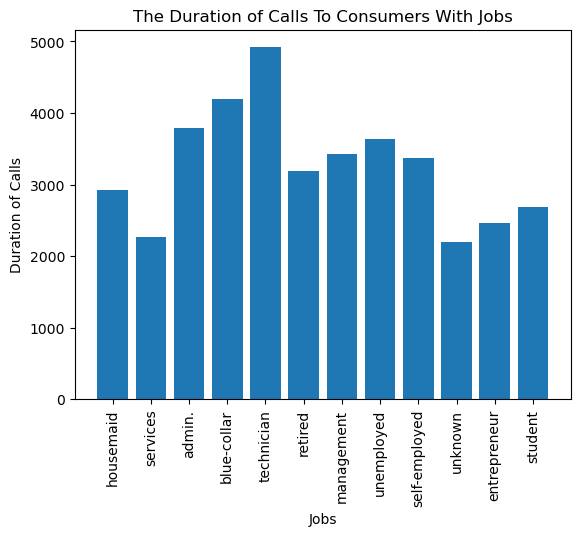 The Duration of Calls To Consumers With Jobs
Duration of Calls
5000
4000
3000
2000
1000
0
housemaid
services
admin.
blue-collar
technician
retired
management
unemployed
self-employed
unknown
entrepreneur
student
Jobs